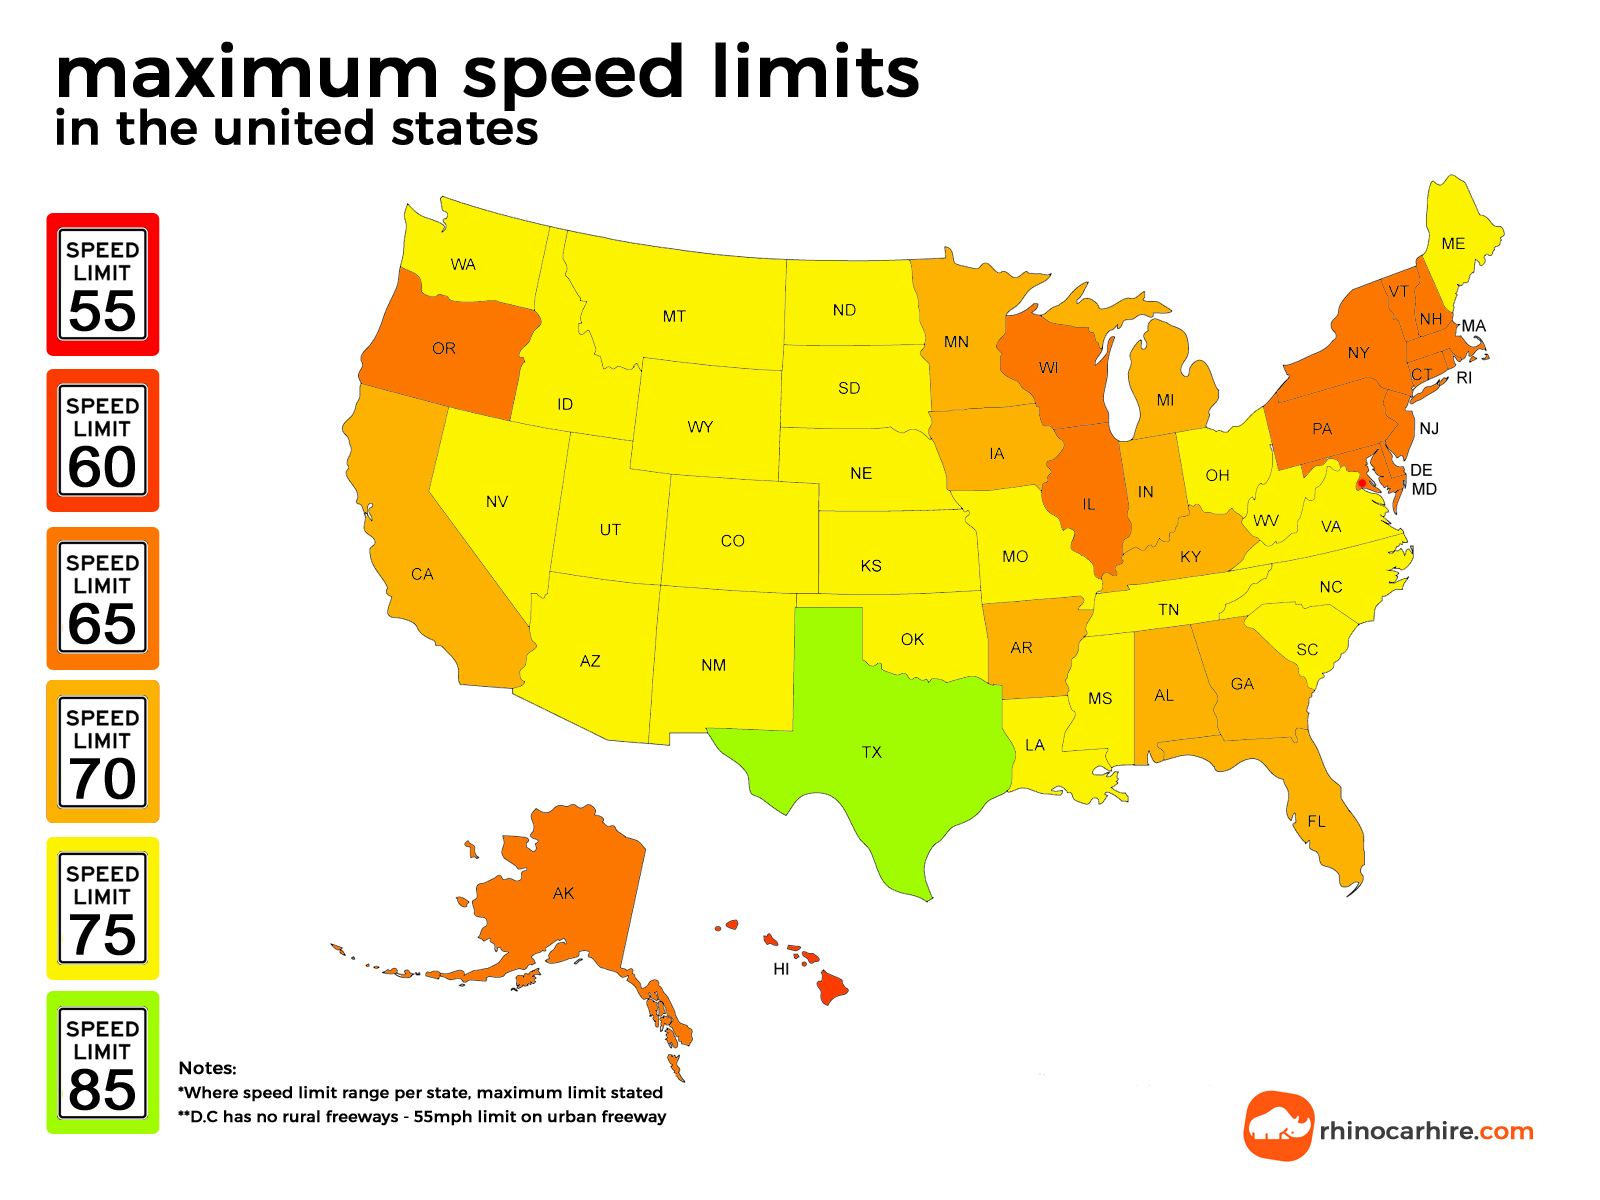 maximum speed limits
in the united states
SPEED
LIMIT
55
SPEED
LIMIT
60
SPEED
LIMIT
65
SPEED
LIMIT
70
SPEED
LIMIT
75
SPEED
LIMIT
85
ME
WA
VT
MT
ND
NH
MA
MN
OR
NY
WI
CT
RI
SD
MI
ID
WY
PA
NJ
IA
DE
NE
OH
MD
IN
NV
IL
WV
VA
UT
CO
MO
KY
KS
CA
NC
TN
OK
AR
SC
AZ
NM
GA
MS
AL
LA
TX
FL
AK
HI
Notes:
*Where speed limit range per state, maximum limit stated
**D.C has no rural freeways - 55mph limit on urban freeway
rhinocarhire.com